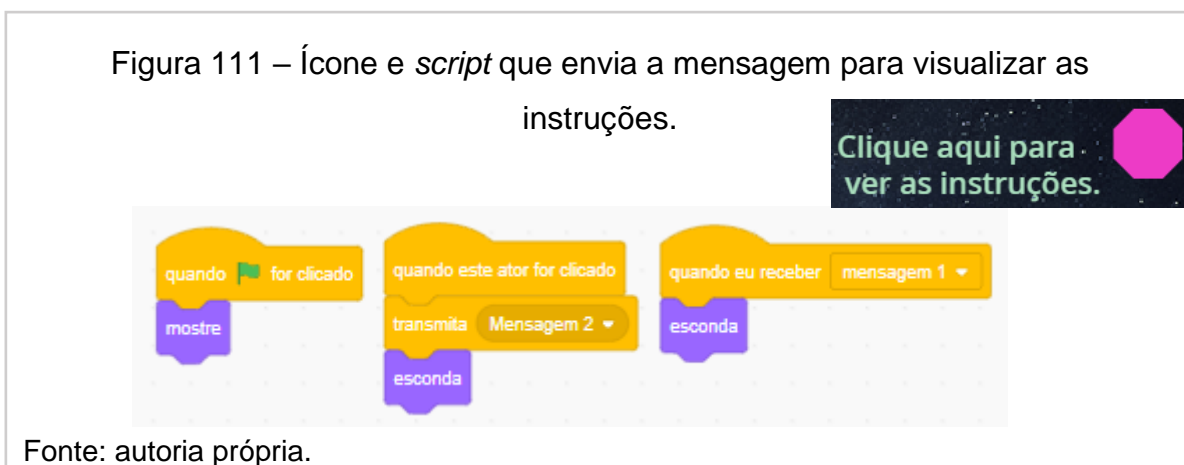 Figura 111 – Ícone e script que envia a mensagem para visualizar as
instruções.
Clique aqui para
ver as instruções.
quando for clicado
mostre
quando este ator for clicado
transmita Mensagem 2
esconda
quando eu receber mensagem 1
esconda
Fonte: autoria própria.